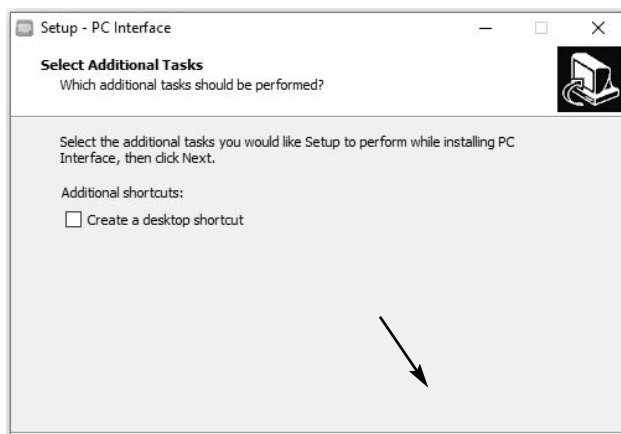 Setup - PC Interface
Select Additional Tasks
Which additional tasks should be performed?
Select the additional tasks you would like Setup to perform while installing PC
Interface, then click Next.
Additional shortcuts:
Create a desktop shortcut